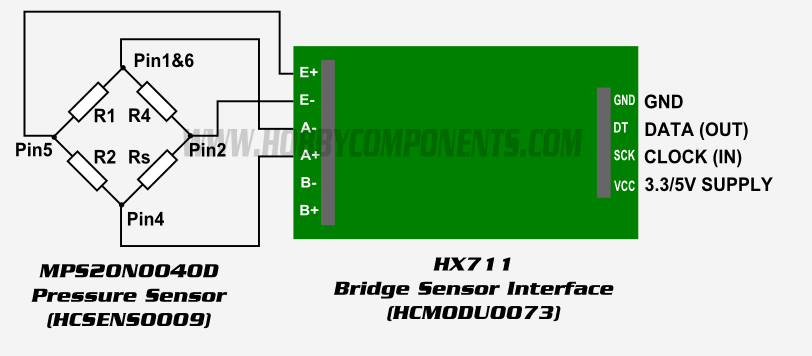 Pin1&6
R1
R4
Pin5
R2
Rs
Pin2
Pin4
E+
E-
A-
A+
B-
B+
GND
DT
SCK
VCC
GND
DATA (OUT)
CLOCK (IN)
3.3/5V SUPPLY
WWW.HOBBYCOMPONENTS.COM
MPS20N0040D
Pressure Sensor
(HCSENS0009)
HX711
Bridge Sensor Interface
(HCMODU0073)